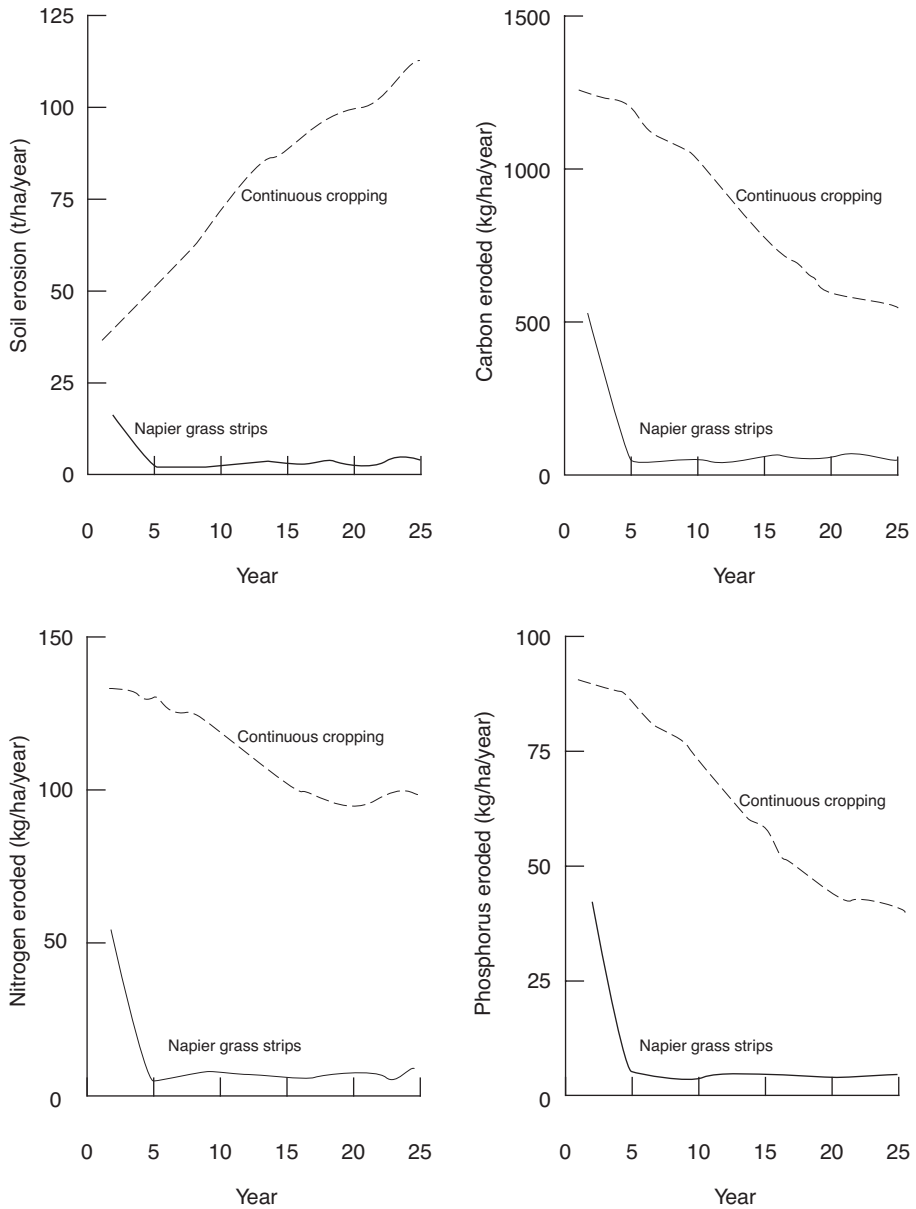 125
100
75
50
25
0
Soil erosion (t/ha/year)
Continuous cropping
Napier grass strips
0 5 10 15 20 25
Year
1500
1000
500
0
Carbon eroded (kg/ha/year)
Continuous cropping
Napier grass strips
0 5 10 15 20 25
Year
150
100
50
0
Nitrogen eroded (kg/ha/year)
Continuous cropping
Napier grass strips
0 5 10 15 20 25
Year
100
75
50
25
0
Phosphorus eroded (kg/ha/year)
Continuous cropping
Napier grass strips
0 5 10 15 20 25
Year